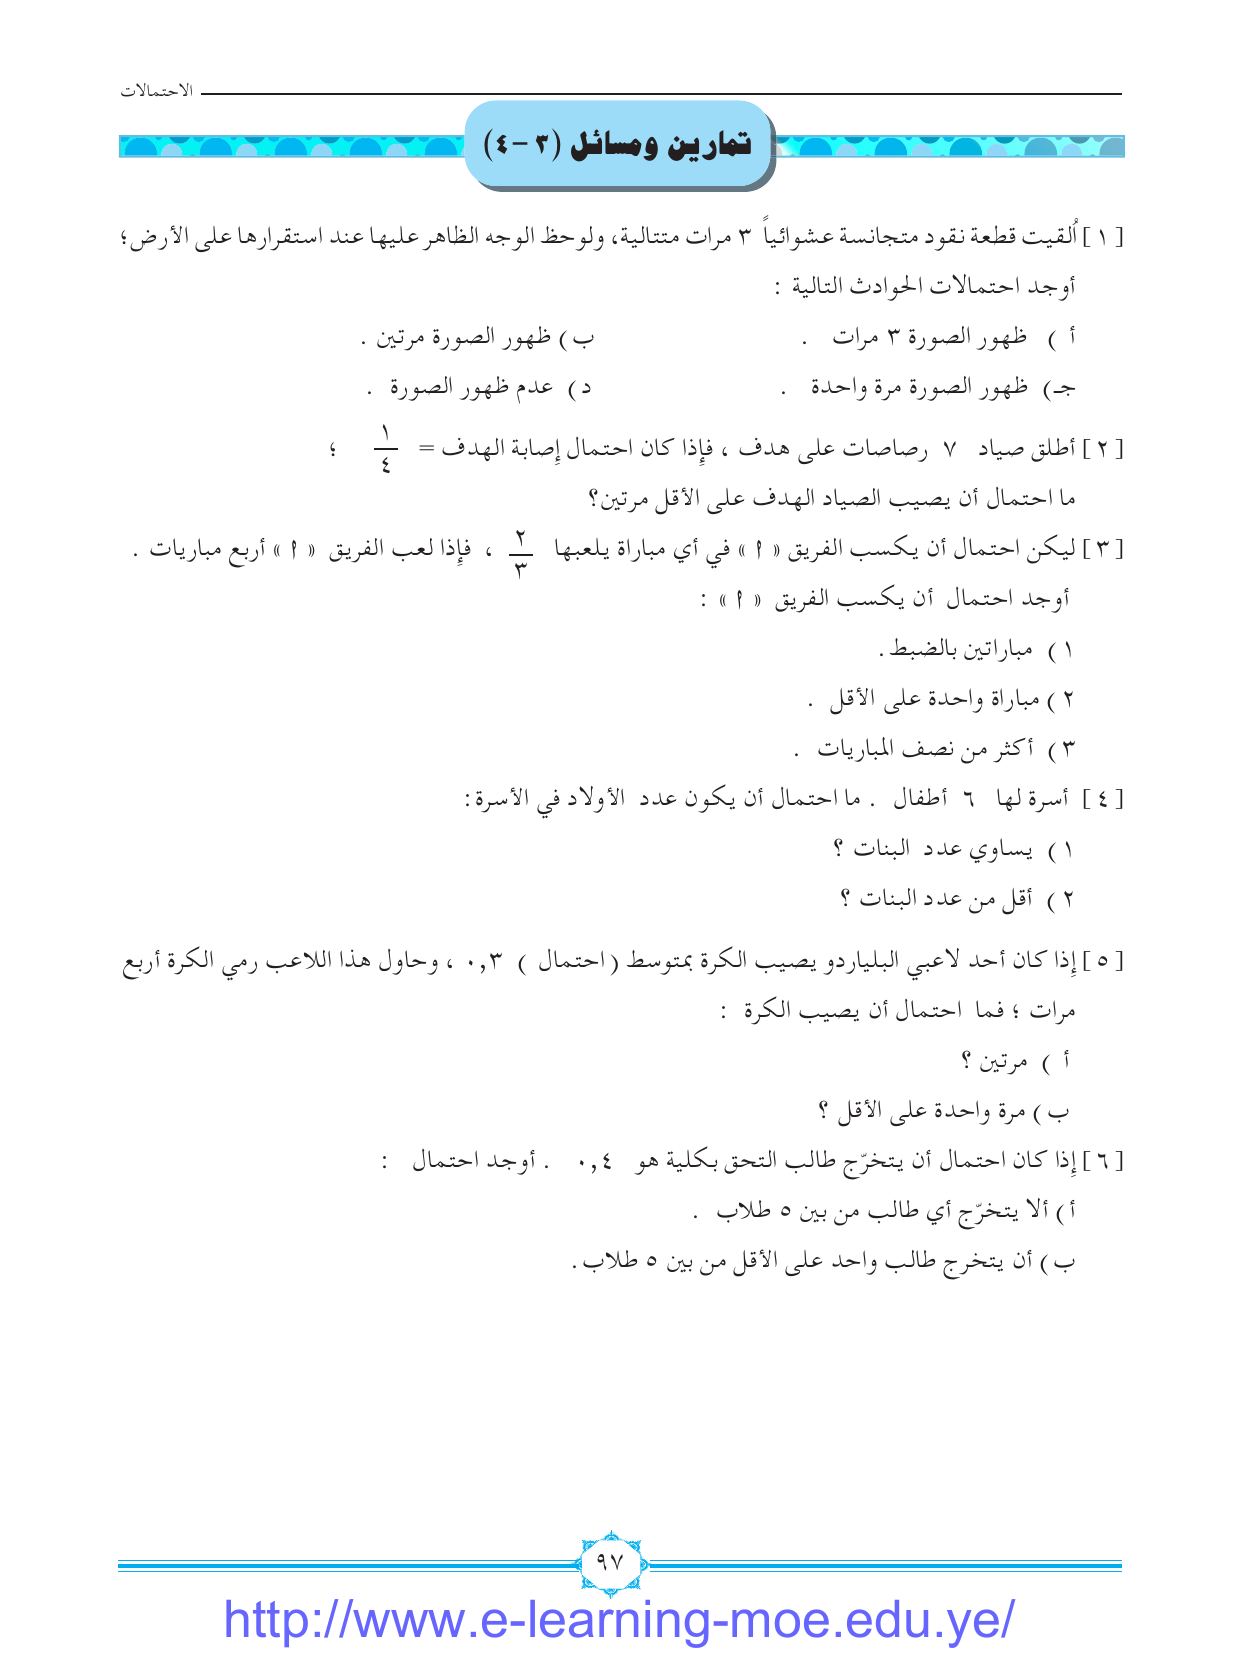 الاحتمالات
تمارين ومسائل (٣-٤)
[ ١ ] أُلقيت قطعة نقود متجانسة عشوائياً ٣ مرات متتالية، ولوحظ الوجه الظاهر عليها عند استقرارها على الأرض؛
أوجد احتمالات الحوادث التالية :
أ ) ظهور الصورة ٣ مرات . ب) ظهور الصورة مرتين .
جـ) ظهور الصورة مرة واحدة . د) عدم ظهور الصورة .
[ ٢ ] أطلق صياد ٧ رصاصات على هدف ، فإذا كان احتمال إصابة الهدف = ١/٤ ؛
ما احتمال أن يصيب الصياد الهدف على الأقل مرتين؟
[ ٣ ] ليكن احتمال أن يكسب الفريق « ا » في أي مباراة يلعبها ٢/٣ ، فإذا لعب الفريق « ا » أربع مباريات .
أوجد احتمال أن يكسب الفريق « ا » :
١ ) مباراتين بالضبط .
٢ ) مباراة واحدة على الأقل .
٣ ) أكثر من نصف المباريات .
[ ٤ ] أسرة لها ٦ أطفال . ما احتمال أن يكون عدد الأولاد في الأسرة:
١ ) يساوي عدد البنات ؟
٢ ) أقل من عدد البنات ؟
[ ٥ ] إذا كان أحد لاعبي البلياردو يصيب الكرة بمتوسط (احتمال ) ٠,٣ ، وحاول هذا اللاعب رمي الكرة أربع
مرات ؛ فما احتمال أن يصيب الكرة :
أ ) مرتين ؟
ب) مرة واحدة على الأقل ؟
[ ٦ ] إذا كان احتمال أن يتخرّج طالب التحق بكلية هو ٠,٤ . أوجد احتمال :
أ ) ألا يتخرّج أي طالب من بين ٥ طلاب .
ب) أن يتخرج طالب واحد على الأقل من بين ٥ طلاب .
٩٧
http://www.e-learning-moe.edu.ye/